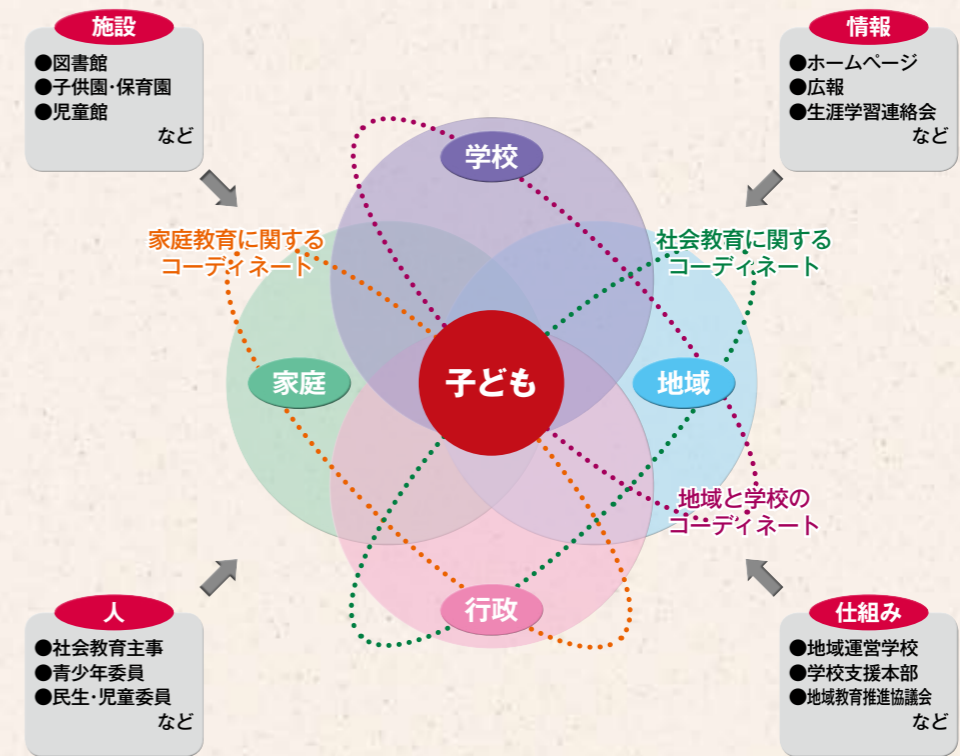 施設
●図書館
●子供園・保育園
●児童館
など
情報
●ホームページ
●広報
●生涯学習連絡会
など
学校
家庭教育に関する
コーディネート
社会教育に関する
コーディネート
家庭
子ども
地域
地域と学校の
コーディネート
行政
人
●社会教育主事
●青少年委員
●民生・児童委員
など
仕組み
●地域運営学校
●学校支援本部
●地域教育推進協議会
など